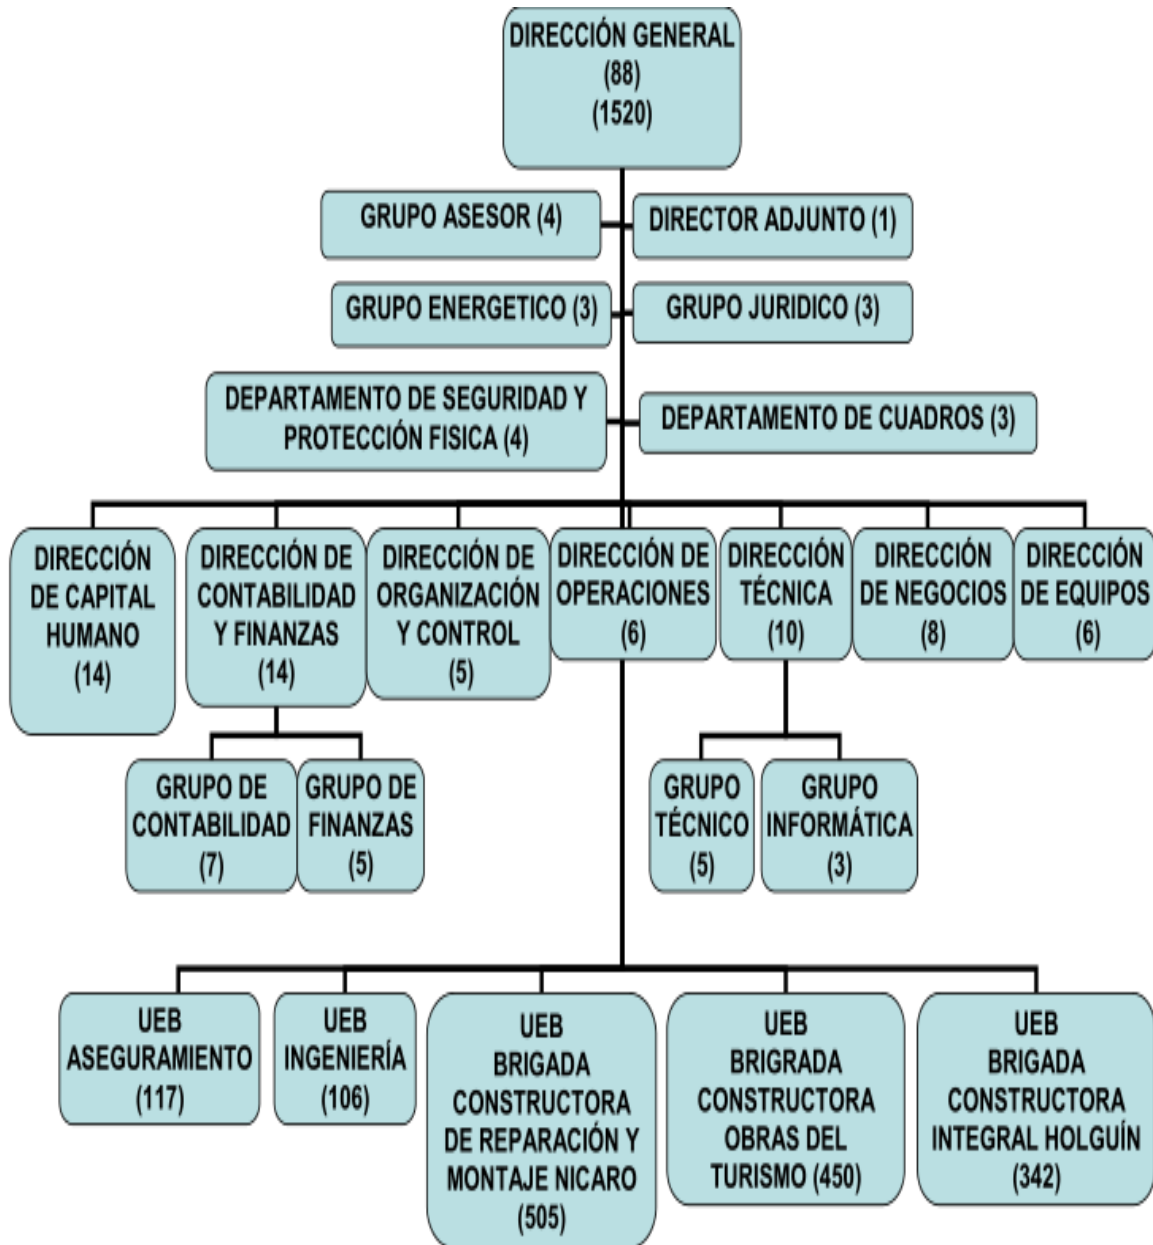 DIRECCIÓN GENERAL
(88)
(1520)
GRUPO ASESOR (4)
DIRECTOR ADJUNTO (1)
GRUPO ENERGETICO (3)
GRUPO JURIDICO (3)
DEPARTAMENTO DE SEGURIDAD Y
PROTECCIÓN FISICA (4)
DEPARTAMENTO DE CUADROS (3)
DIRECCIÓN
DE CAPITAL
HUMANO
(14)
DIRECCIÓN DE
CONTABILIDAD
Y FINANZAS
(14)
DIRECCIÓN DE
ORGANIZACIÓN
Y CONTROL
(5)
DIRECCIÓN DE
OPERACIONES
(6)
DIRECCIÓN
TÉCNICA
(10)
DIRECCIÓN
DE NEGOCIOS
(8)
DIRECCIÓN
DE EQUIPOS
(6)
GRUPO DE
CONTABILIDAD
(7)
GRUPO DE
FINANZAS
(5)
GRUPO
TÉCNICO
(5)
GRUPO
INFORMÁTICA
(3)
UEB
ASEGURAMIENTO
(117)
UEB
INGENIERÍA
(106)
UEB
BRIGADA
CONSTRUCTORA
DE REPARACIÓN Y
MONTAJE NICARO
(505)
UEB
BRIGRADA
CONSTRUCTORA
OBRAS DEL
TURISMO (450)
UEB
BRIGADA
CONSTRUCTORA
INTEGRAL HOLGUÍN
(342)